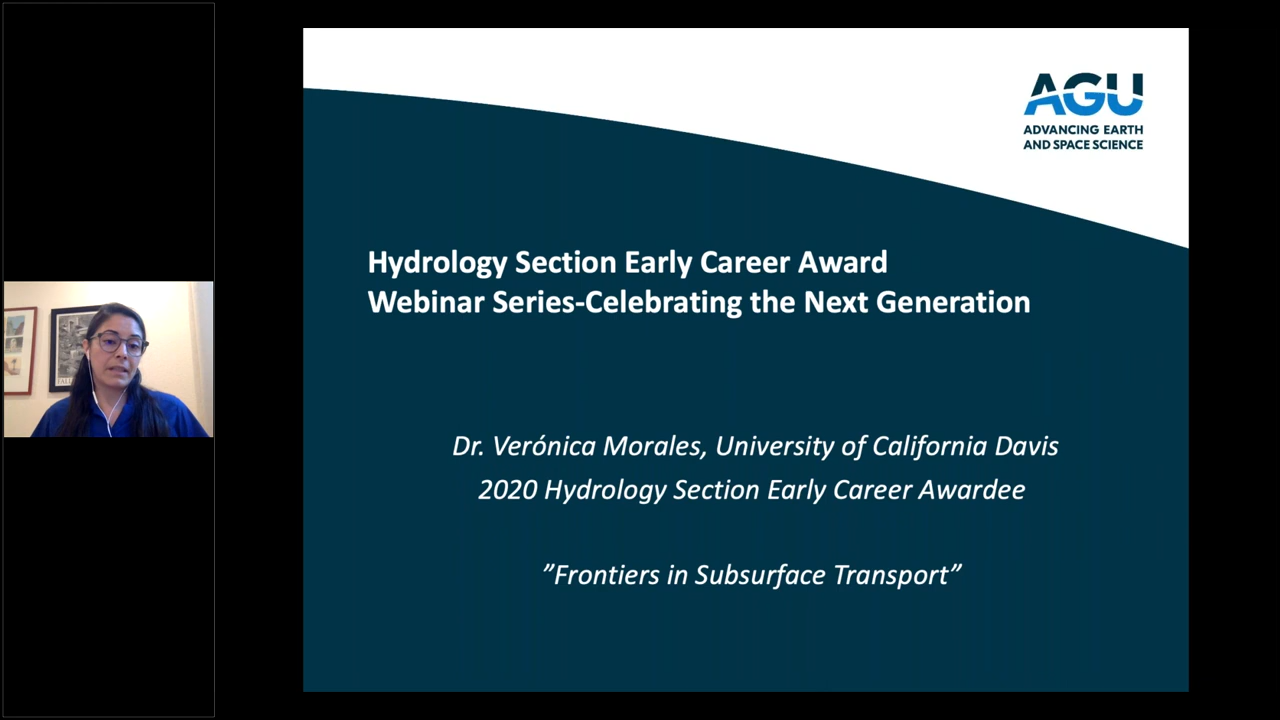 AGU
ADVANCING EARTH
AND SPACE SCIENCE
Hydrology Section Early Career Award
Webinar Series-Celebrating the Next Generation
Dr. Verónica Morales, University of California Davis
2020 Hydrology Section Early Career Awardee
”Frontiers in Subsurface Transport”